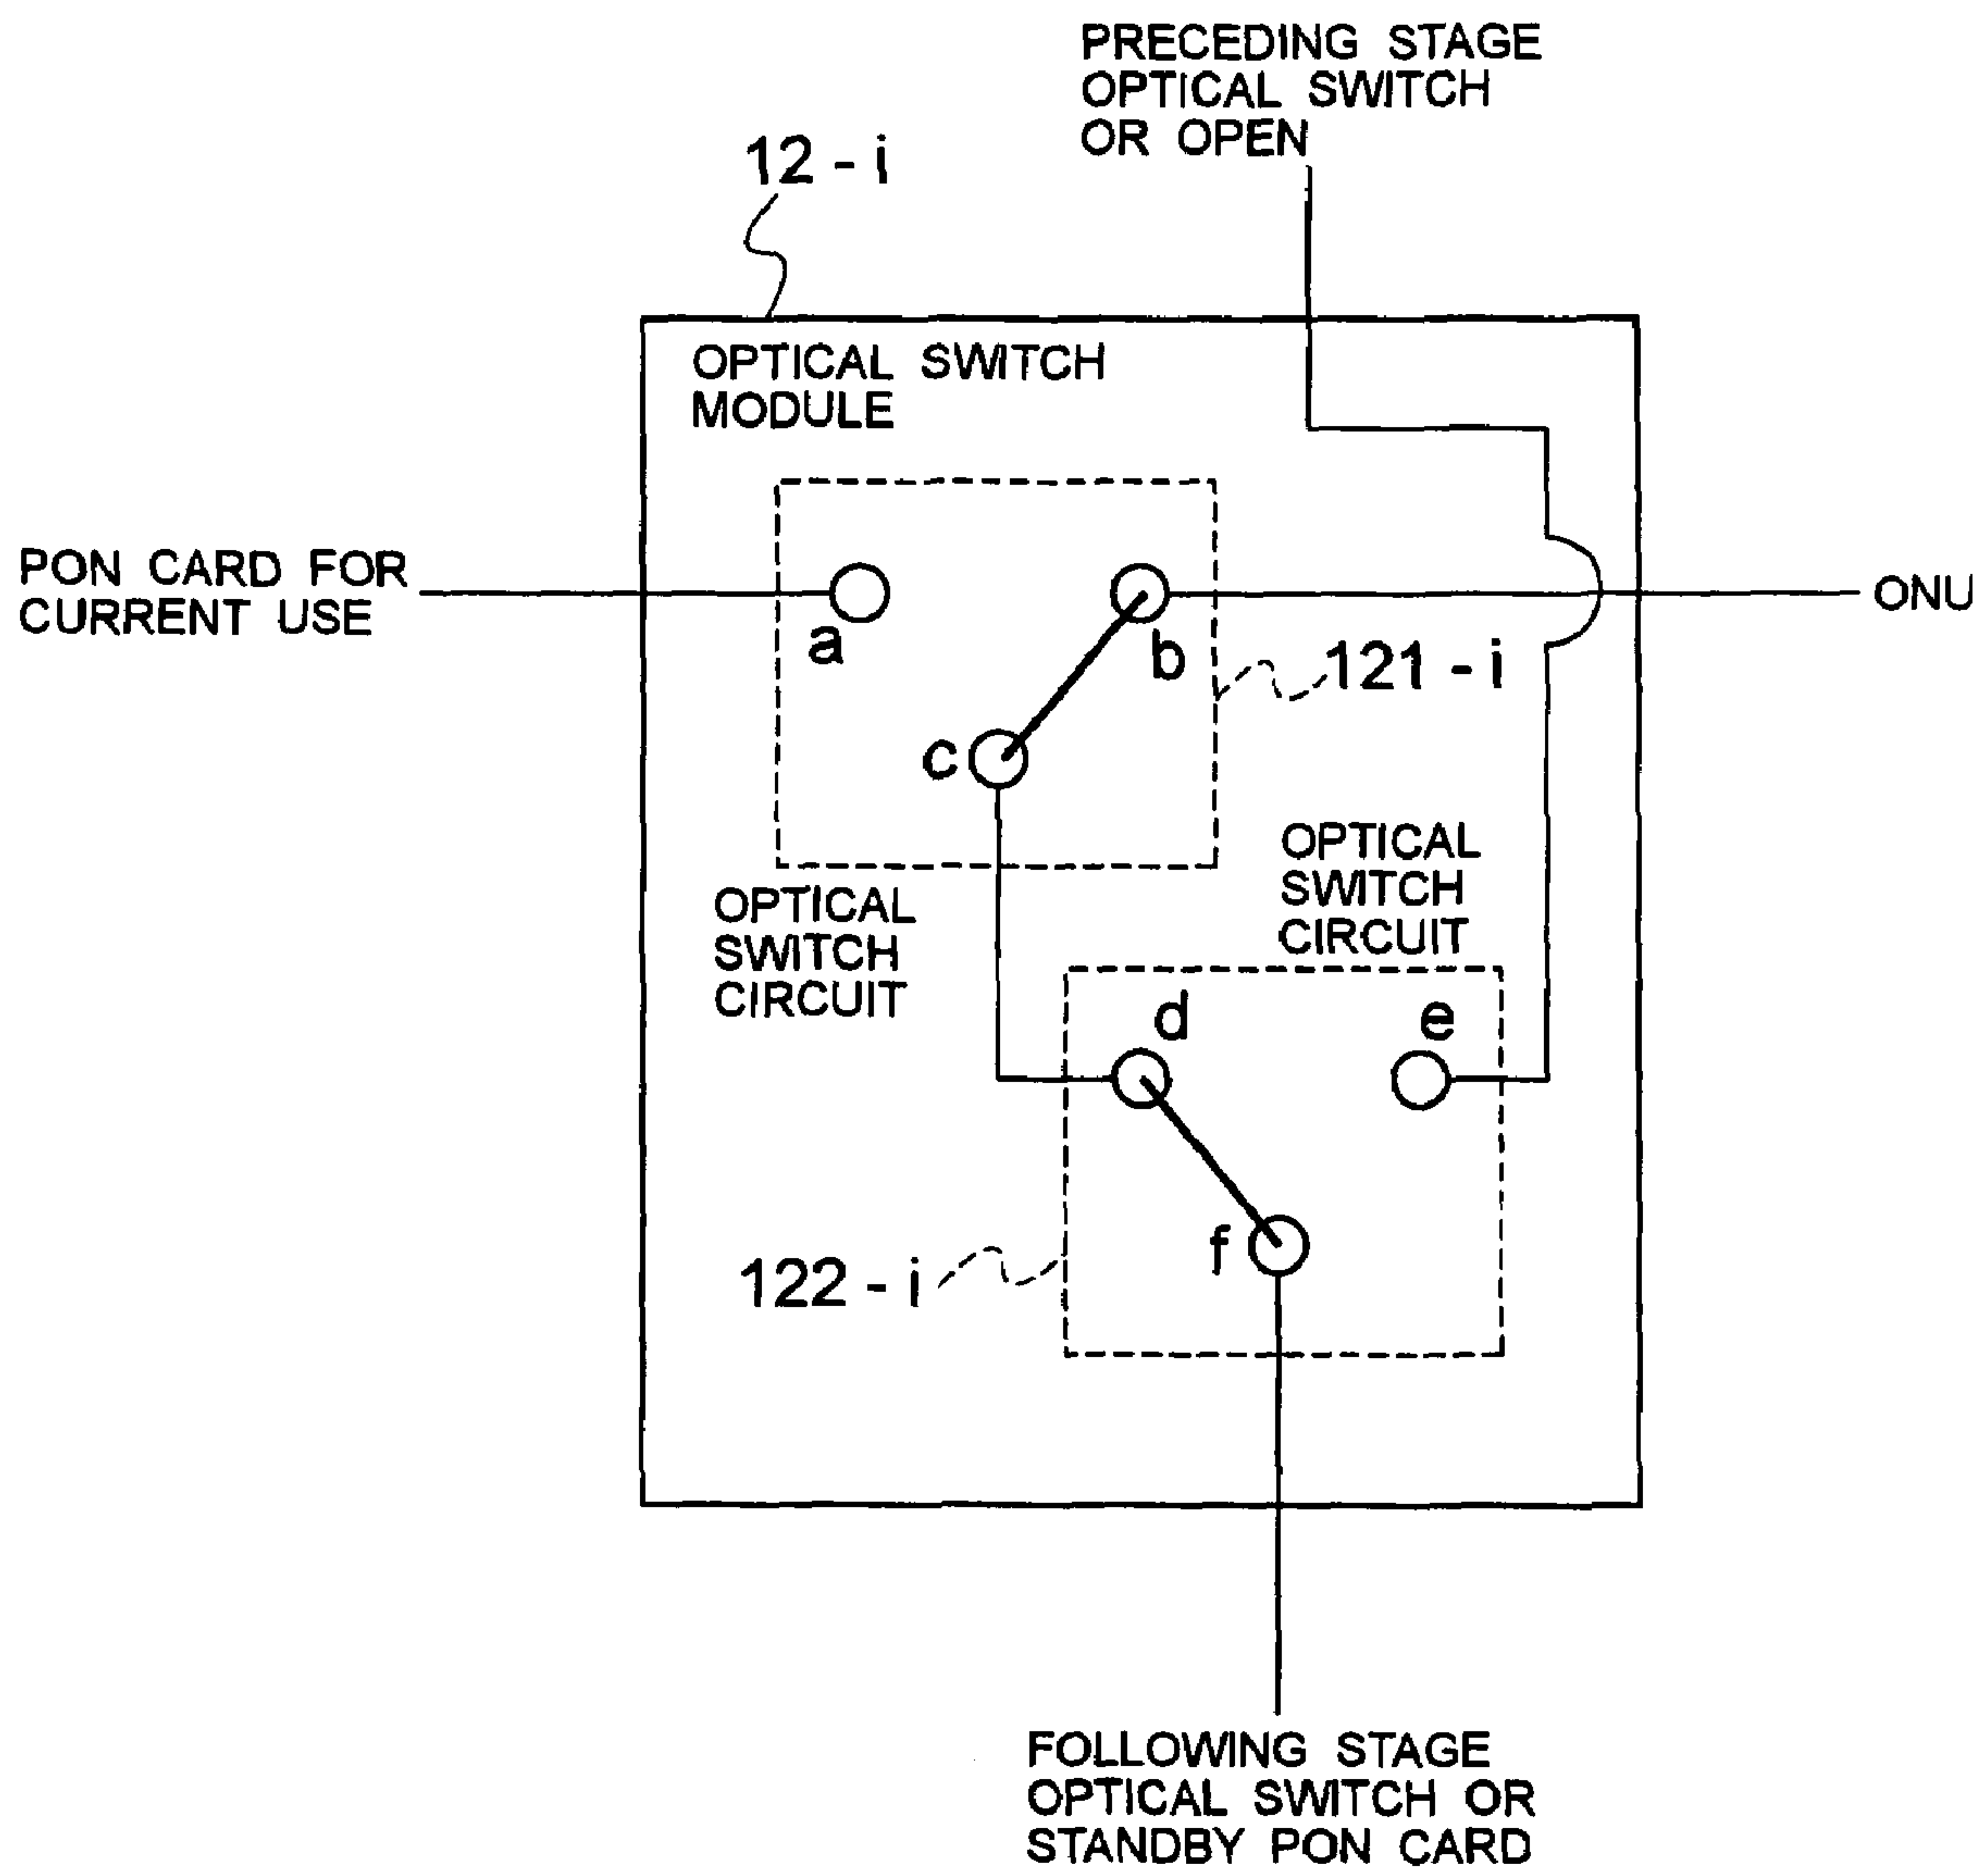 PRECEDING STAGE
OPTICAL SWITCH
OR OPEN
12 - i
OPTICAL SWITCH
MODULE
PON CARD FOR
CURRENT USE
ONU
a
b
121 - i
c
OPTICAL
SWITCH
CIRCUIT
OPTICAL
SWITCH
CIRCUIT
d
e
f
122 - i
FOLLOWING STAGE
OPTICAL SWITCH OR
STANDBY PON CARD